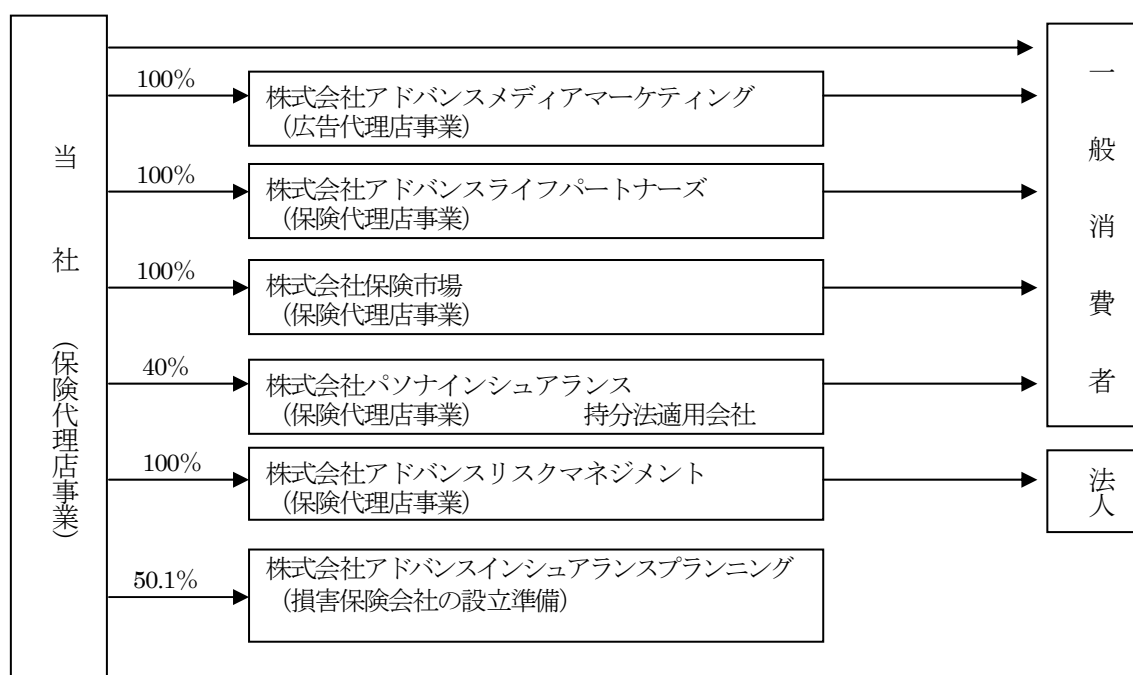 当社
(保険代理店事業)
100%
株式会社アドバンスメディアマーケティング
(広告代理店事業)
100%
株式会社アドバンスライフパートナーズ
(保険代理店事業)
100%
株式会社保険市場
(保険代理店事業)
40%
株式会社パソナインシュアランス
(保険代理店事業) 持分法適用会社
100%
株式会社アドバンスリスクマネジメント
(保険代理店事業)
50.1%
株式会社アドバンスインシュアランスプランニング
(損害保険会社の設立準備)
一般消費者
法人